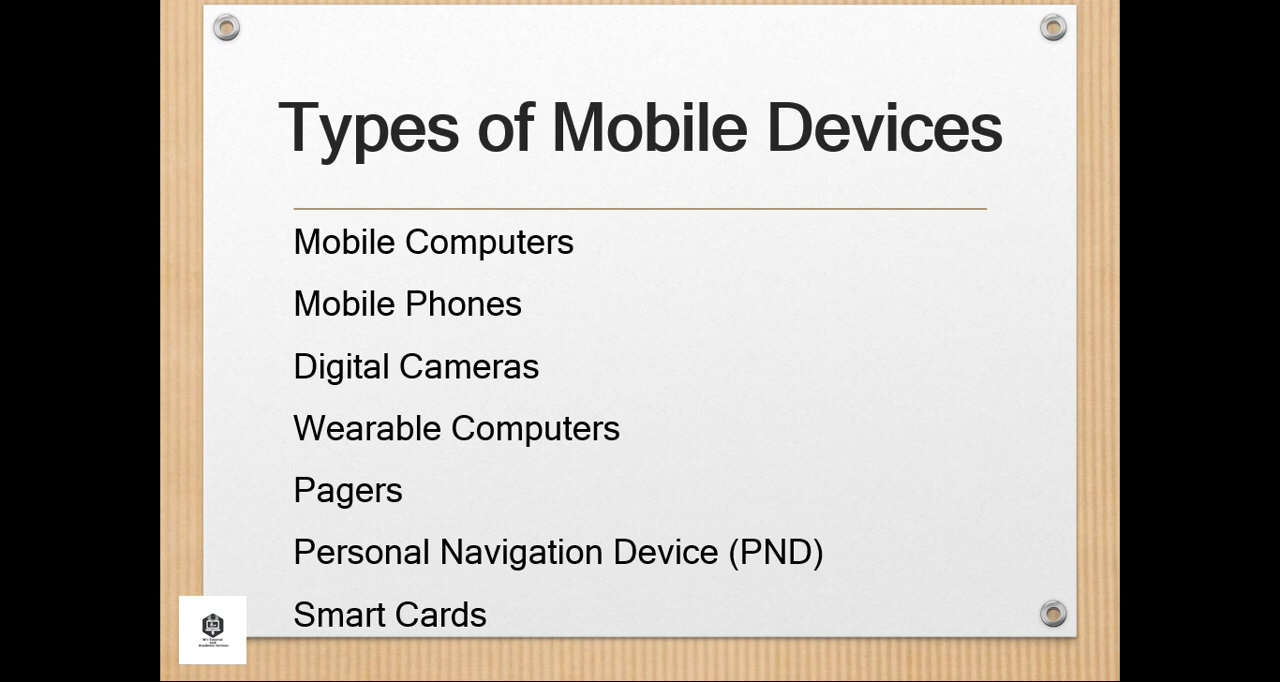 Types of Mobile Devices
Mobile Computers
Mobile Phones
Digital Cameras
Wearable Computers
Pagers
Personal Navigation Device (PND)
Smart Cards